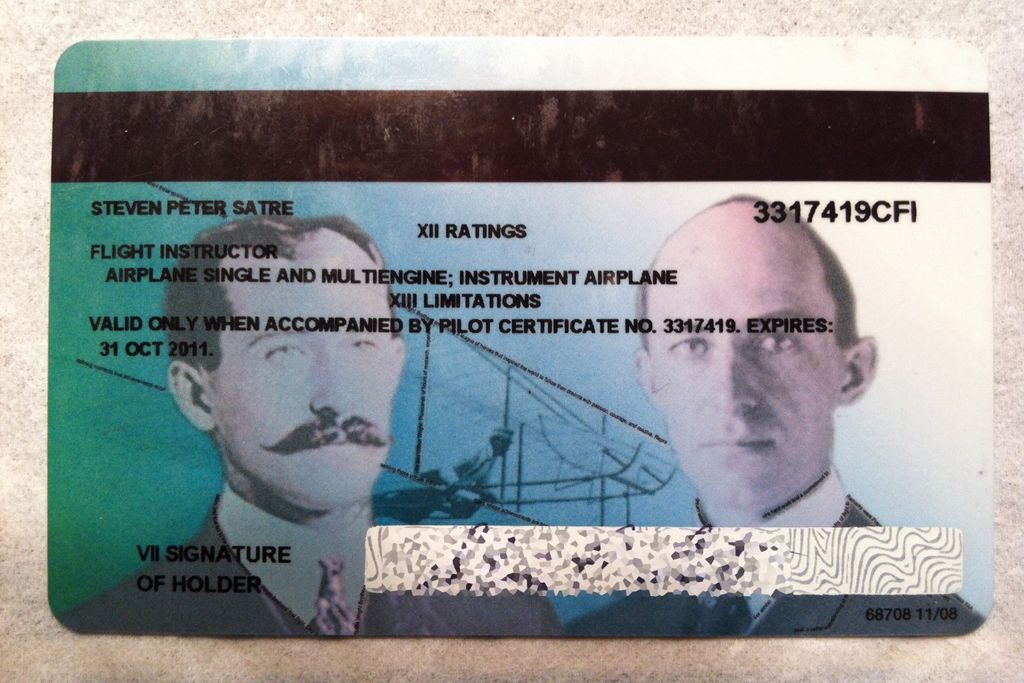 STEVEN PETER SATRE
3317419CFI
XII RATINGS
FLIGHT INSTRUCTOR
AIRPLANE SINGLE AND MULTIENGINE; INSTRUMENT AIRPLANE
XIII LIMITATIONS
VALID ONLY WHEN ACCOMPANIED BY PILOT CERTIFICATE NO. 3317419. EXPIRES:
31 OCT 2011.
VII SIGNATURE
OF HOLDER
68708 11/08